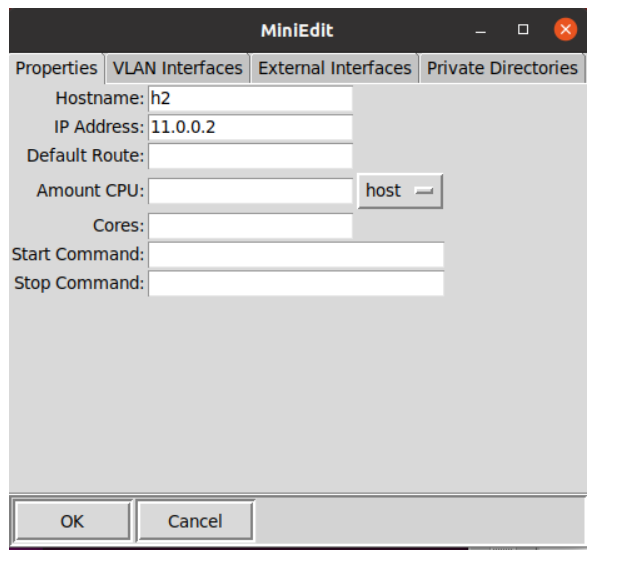 MiniEdit
Properties VLAN Interfaces External Interfaces Private Directories
Hostname: h2
IP Address: 11.0.0.2
Default Route:
Amount CPU: host
Cores:
Start Command:
Stop Command:
OK Cancel